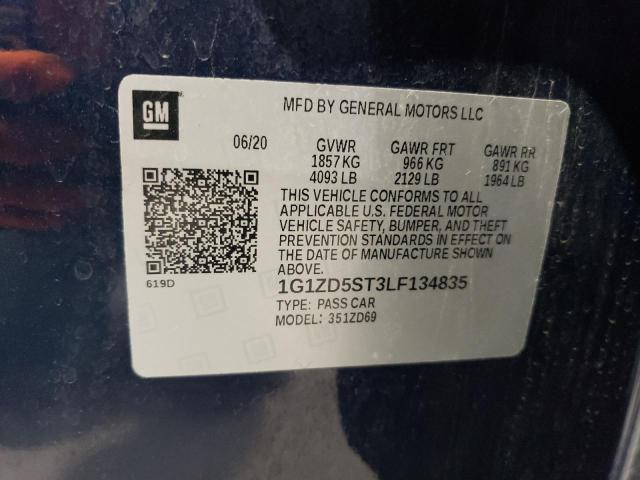 GM
MFD BY GENERAL MOTORS LLC
06/20 GVWR GAWR FRT GAWR RR
1857 KG 966 KG 891 KG
4093 LB 2129 LB 1964 LB
THIS VEHICLE CONFORMS TO ALL
APPLICABLE U.S. FEDERAL MOTOR
VEHICLE SAFETY, BUMPER, AND THEFT
PREVENTION STANDARDS IN EFFECT ON
THE DATE OF MANUFACTURE SHOWN
ABOVE.
619D
1G1ZD5ST3LF134835
TYPE: PASS CAR
MODEL: 351ZD69